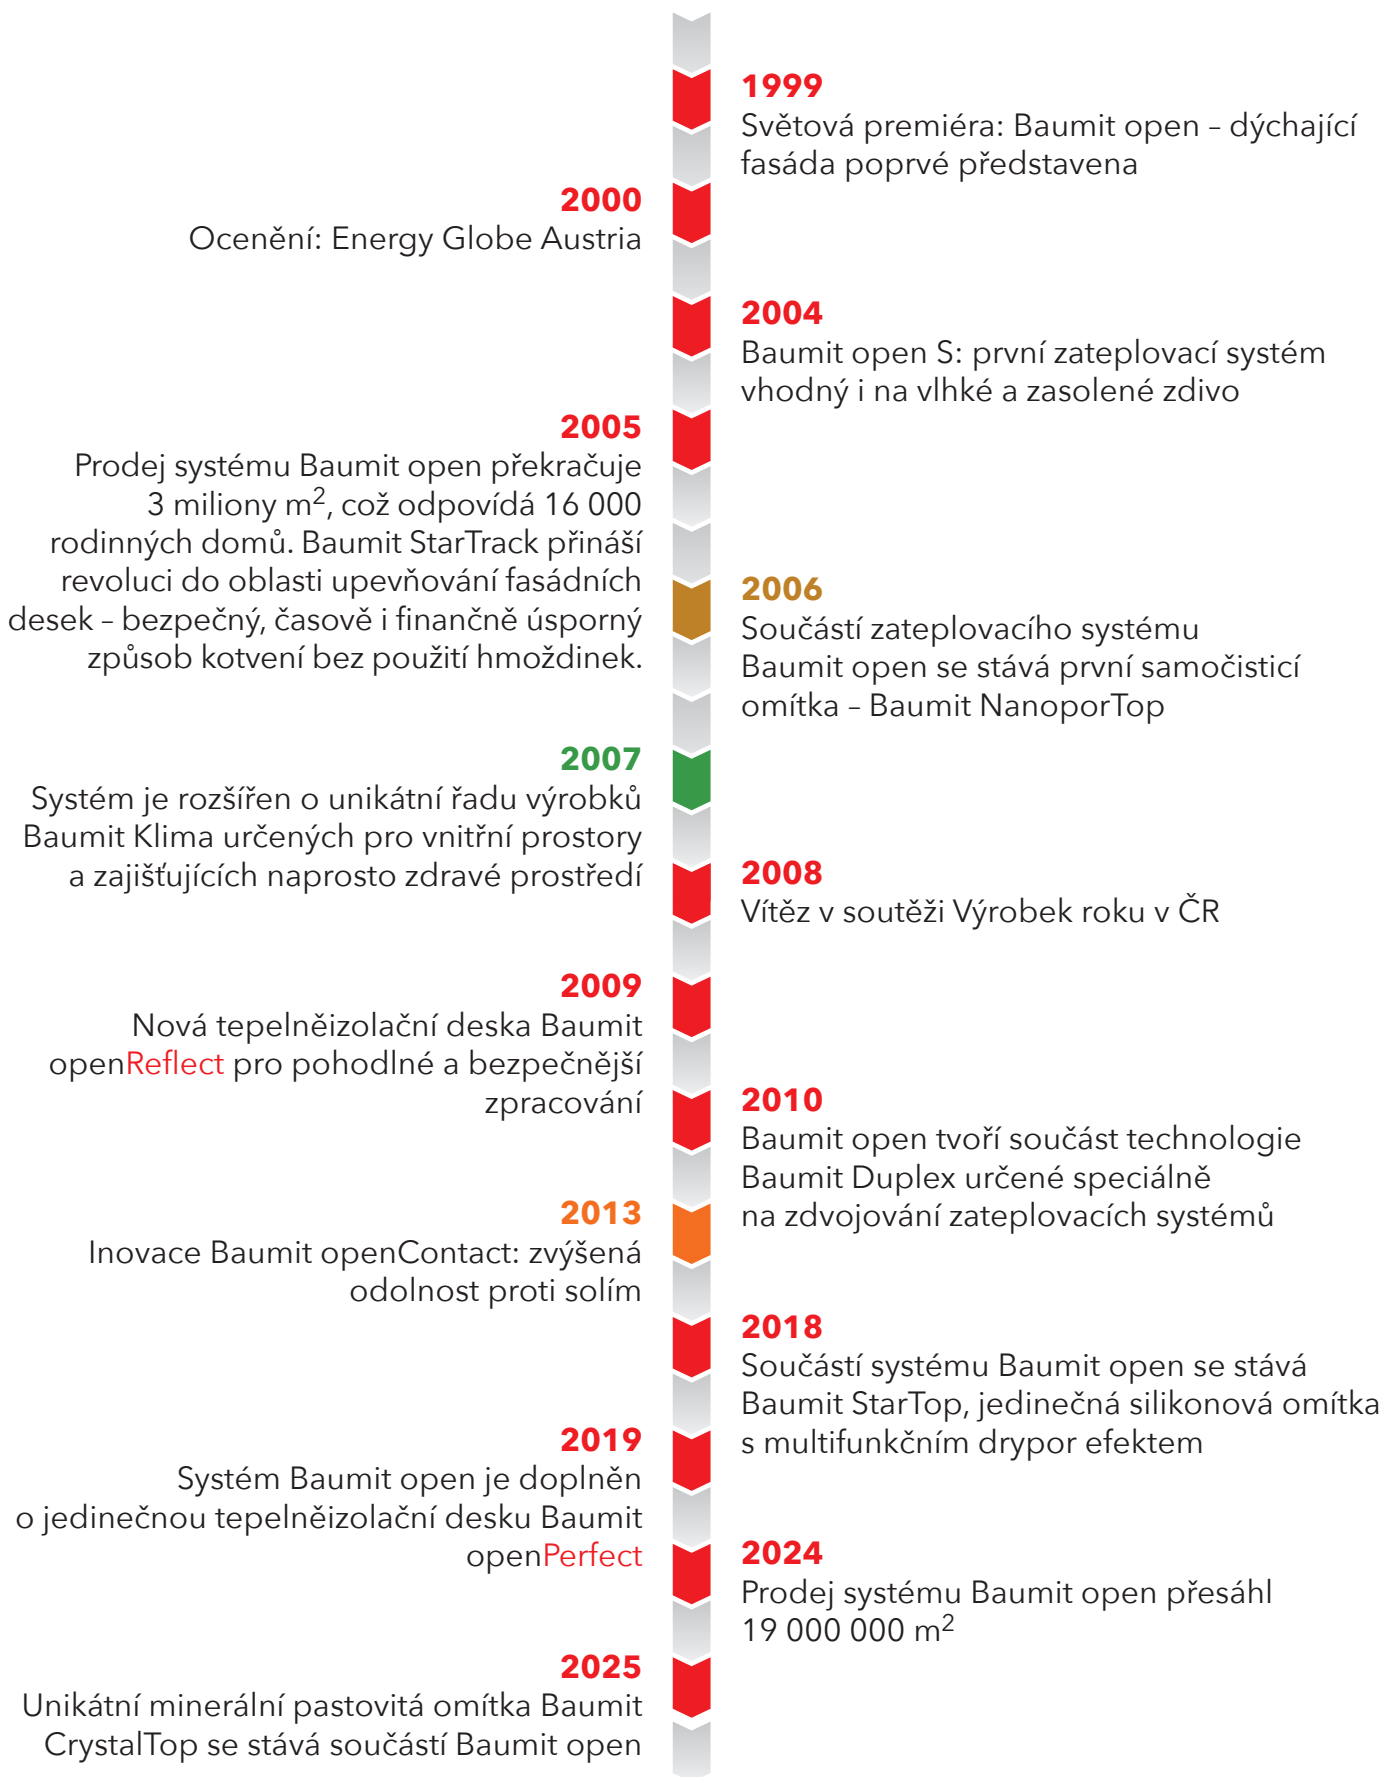 1999
Světová premiéra: Baumit open – dýchající
fasáda poprvé představena
2000
Ocenění: Energy Globe Austria
2004
Baumit open S: první zateplovací systém
vhodný i na vlhké a zasolené zdivo
2005
Prodej systému Baumit open překračuje
3 miliony m², což odpovídá 16 000
rodinných domů. Baumit StarTrack přináší
revoluci do oblasti upevňování fasádních
desek – bezpečný, časově i finančně úsporný
způsob kotvení bez použití hmoždinek.
2006
Součástí zateplovacího systému
Baumit open se stává první samočisticí
omítka – Baumit NanoporTop
2007
Systém je rozšířen o unikátní řadu výrobků
Baumit Klima určených pro vnitřní prostory
a zajišťujících naprosto zdravé prostředí
2008
Vítěz v soutěži Výrobek roku v ČR
2009
Nová tepelněizolační deska Baumit
openReflect pro pohodlné a bezpečnější
zpracování
2010
Baumit open tvoří součást technologie
Baumit Duplex určené speciálně
na zdvojování zateplovacích systémů
2013
Inovace Baumit openContact: zvýšená
odolnost proti solím
2018
Součástí systému Baumit open se stává
Baumit StarTop, jedinečná silikonová omítka
s multifunkčním drypor efektem
2019
Systém Baumit open je doplněn
o jedinečnou tepelněizolační desku Baumit
openPerfect
2024
Prodej systému Baumit open přesáhl
19 000 000 m²
2025
Unikátní minerální pastovitá omítka Baumit
CrystalTop se stává součástí Baumit open